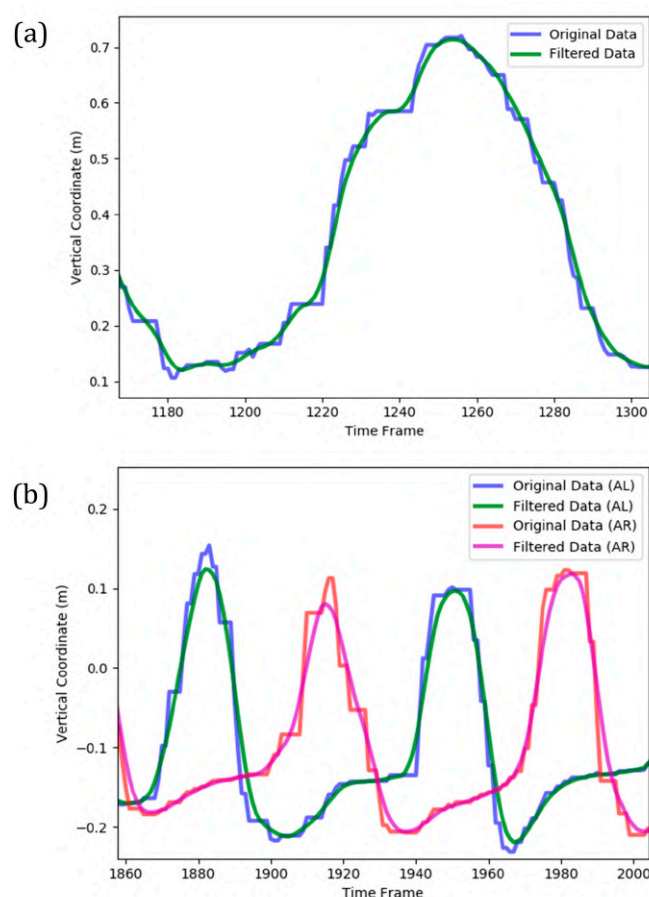 (a)
Original Data
Filtered Data
0.7
0.6
0.5
0.4
0.3
0.2
0.1
Vertical Coordinate (m)
1180 1200 1220 1240 1260 1280 1300
Time Frame
(b)
Original Data (AL)
Filtered Data (AL)
Original Data (AR)
Filtered Data (AR)
0.2
0.1
0.0
−0.1
−0.2
Vertical Coordinate (m)
1860 1880 1900 1920 1940 1960 1980 2000
Time Frame